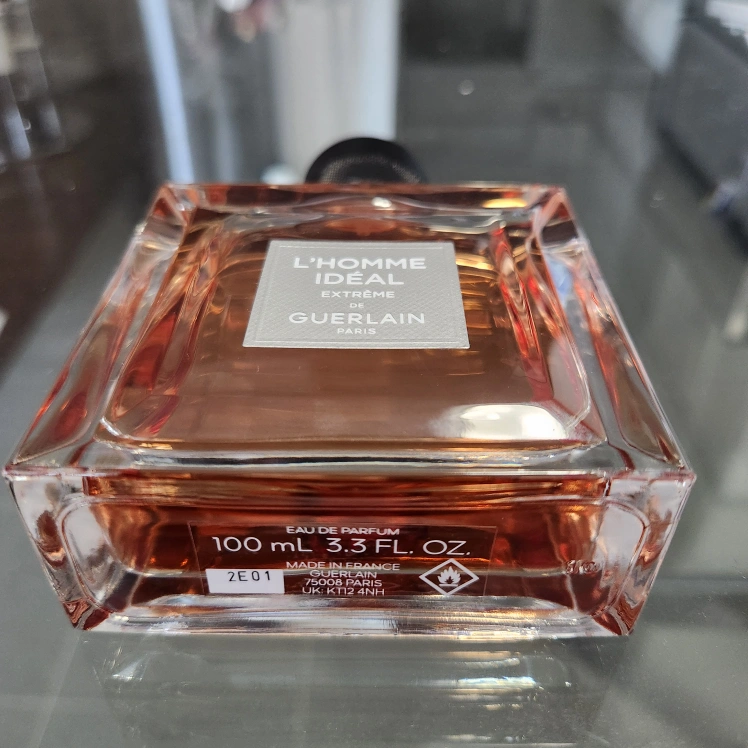 L'HOMME
IDÉAL
EXTRÊME
DE
GUERLAIN
PARIS
EAU DE PARFUM
100 mL 3.3 FL. OZ.
MADE IN FRANCE
GUERLAIN
75008 PARIS
UK: KT12 4NH
2E01